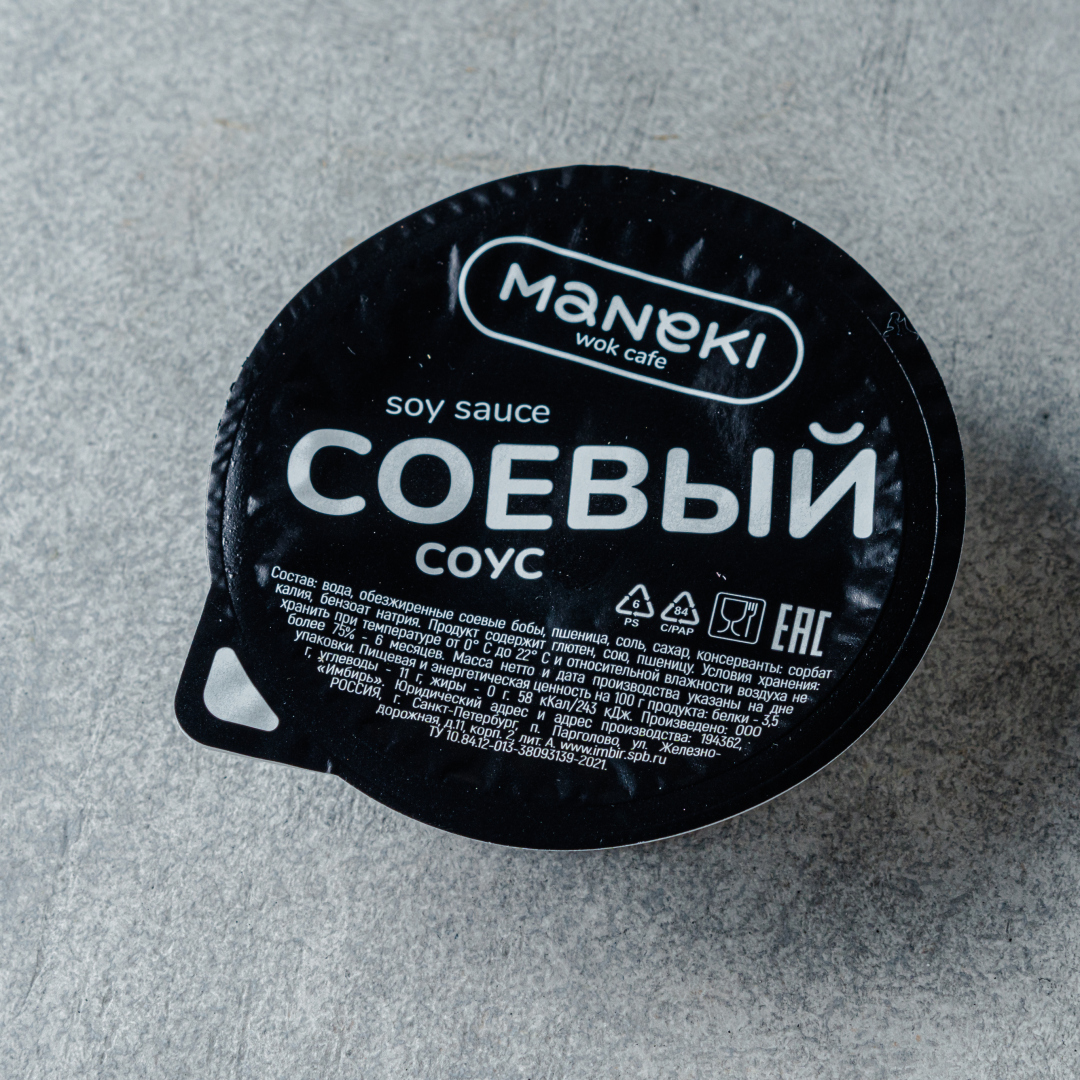 Maneki
wok cafe
soy sauce
СОЕВЫЙ
соус
6
PS
84
C/PAP
EAC
Состав: вода, обезжиренные соевые бобы, пшеница, соль, сахар, консерванты: сорбат
калия, бензоат натрия. Продукт содержит глютен, сою, пшеницу. Условия хранения:
хранить при температуре от 0° С до 22° С и относительной влажности воздуха не
более 75% - 6 месяцев. Масса нетто и дата производства указаны на дне
упаковки. Пищевая и энергетическая ценность на 100 г продукта: белки - 3,5
г, углеводы - 11 г, жиры - 0 г. 58 кКал/243 кДж. Произведено: ООО
«Имбирь». Юридический адрес и адрес производства: 194362,
РОССИЯ, г. Санкт-Петербург, п. Парголово, ул. Железно-
дорожная, д.11, корп. 2, лит. А. www.imbir.spb.ru
ТУ 10.84.12-013-38093139-2021.